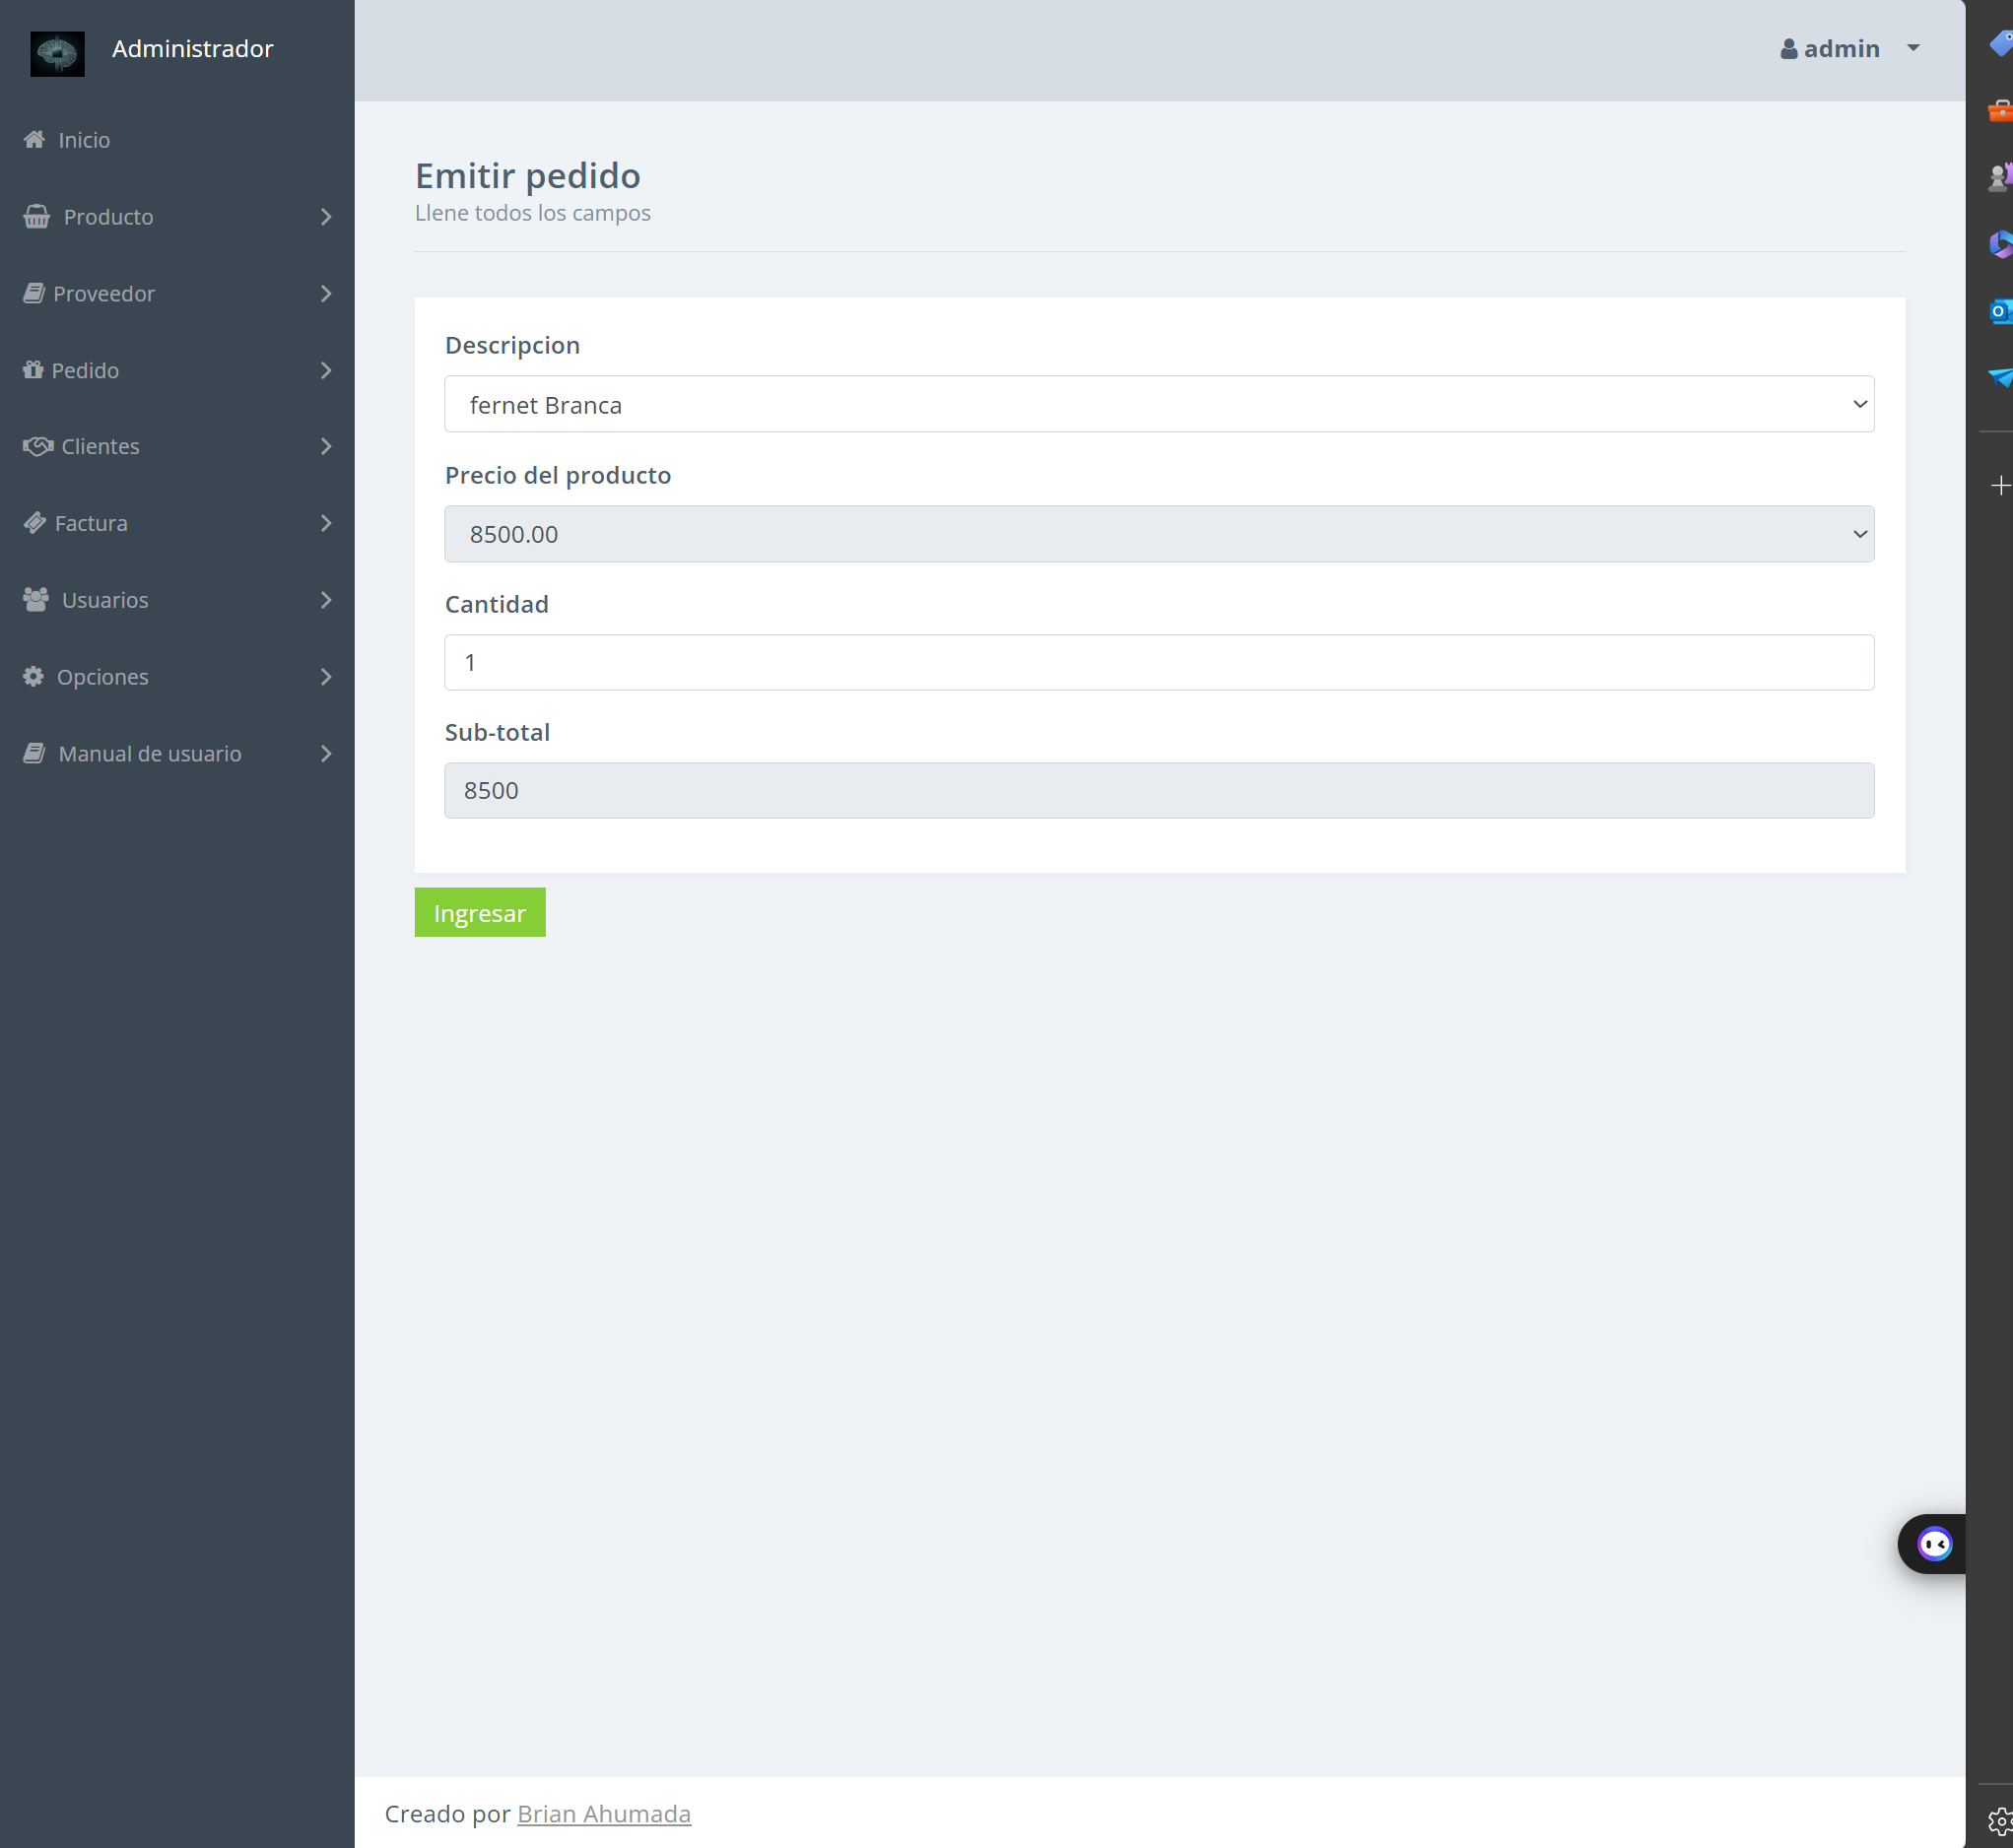 Administrador
admin
Inicio
Producto
Proveedor
Pedido
Clientes
Factura
Usuarios
Opciones
Manual de usuario
Emitir pedido
Llene todos los campos
Descripcion
fernet Branca
Precio del producto
8500.00
Cantidad
1
Sub-total
8500
Ingresar
Creado por Brian Ahumada